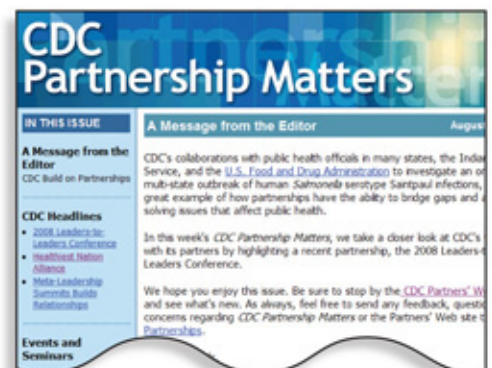 CDC
Partnership Matters
IN THIS ISSUE
A Message from the
Editor
CDC Build on Partnerships
CDC Headlines
2008 Leaders-to-
Leaders Conference
Healthiest Nation
Alliance
Meta-Leadership
Summits Builds
Relationships
Events and
Seminars
A Message from the Editor
August
CDC's collaborations with public health officials in many states, the Indian
Service, and the U.S. Food and Drug Administration to investigate an on
multi-state outbreak of human Salmonella serotype Saintpaul infections,
great example of how partnerships have the ability to bridge gaps and a
solving issues that affect public health.
In this week's CDC Partnership Matters, we take a closer look at CDC's
with its partners by highlighting a recent partnership, the 2008 Leaders-t
Leaders Conference.
We hope you enjoy this issue. Be sure to stop by the CDC Partners' W
and see what's new. As always, feel free to send any feedback, questi
concerns regarding CDC Partnership Matters or the Partners' Web site t
Partnerships.